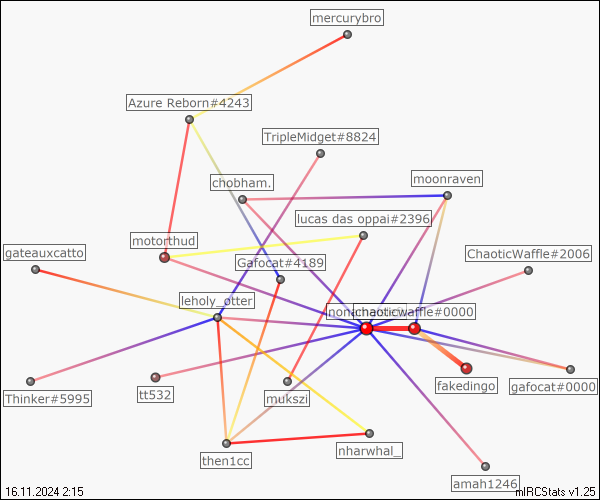 mercurybro
Azure Reborn#4243
TripleMidget#8824
moonraven
chobham.
lucas das oppai#2396
motorthud
gateauxcatto
Gafocat#4189
ChaoticWaffle#2006
leholy_otter
chaoticwaffle#0000
fakedingo
gafocat#0000
Thinker#5995
tt532
mukszi
nharwhal_
then1cc
amah1246
16.11.2024 2:15
mIRCStats v1.25